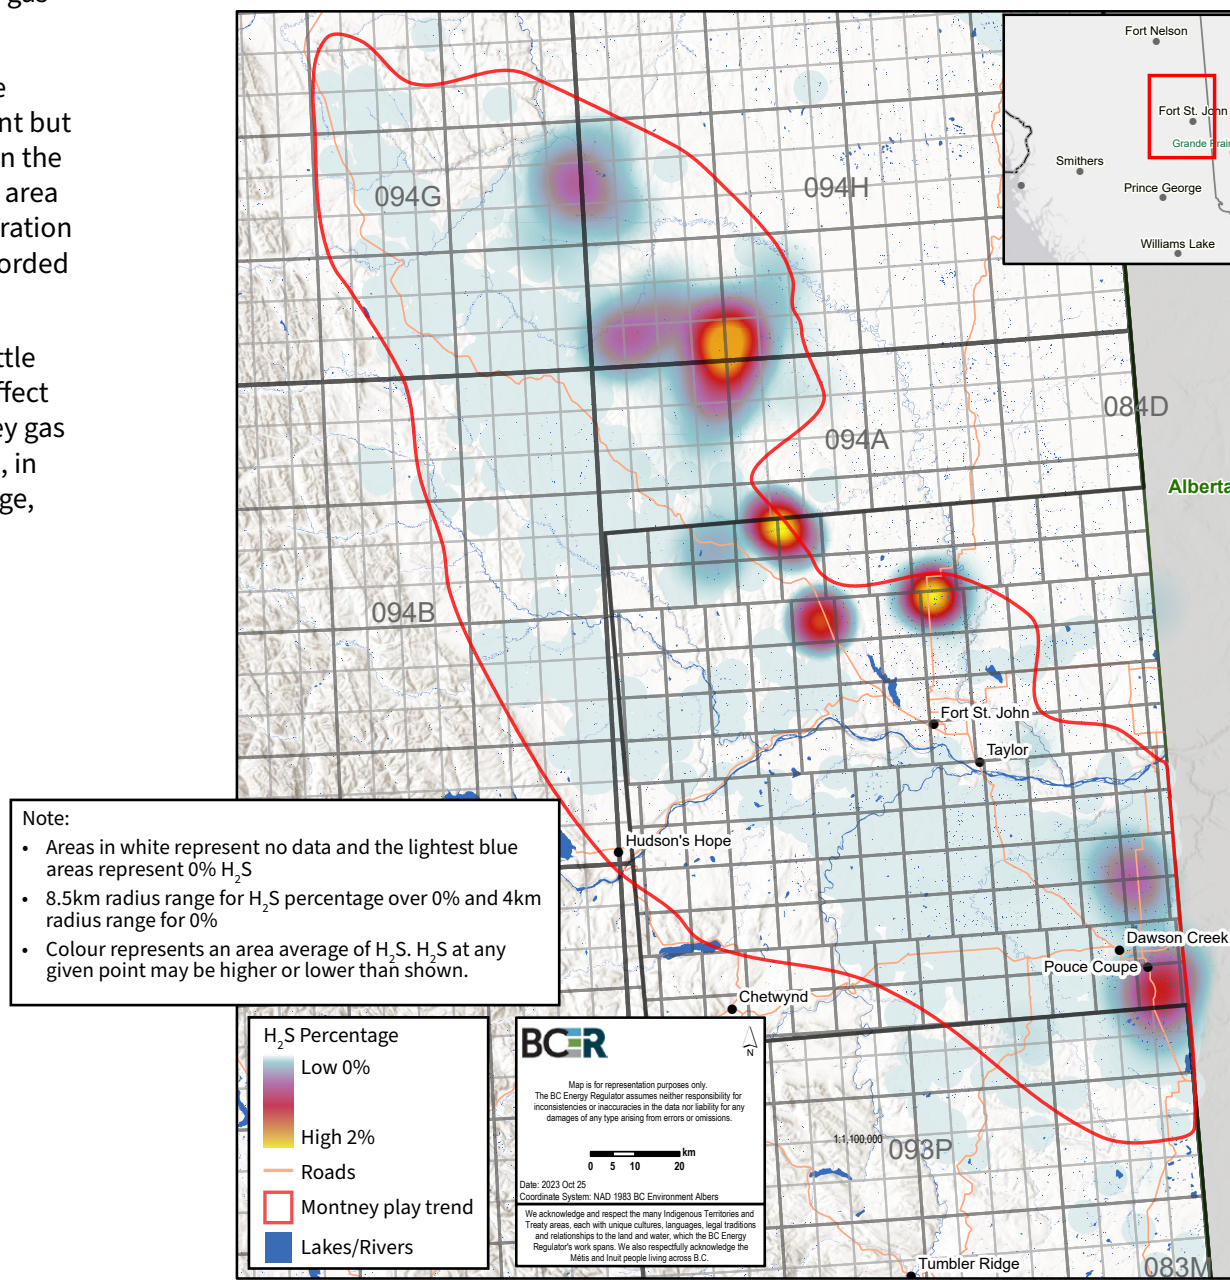 gas
e
nt but
n the
area
ration
orded
ttle
ffect
ey gas
, in
ge,
094G
094H
094A
084D
094B
093P
083M
Alberta
Fort Nelson
Fort St. John
Smithers
Prince George
Williams Lake
Fort St. John
Taylor
Hudson's Hope
Dawson Creek
Pouce Coupe
Chetwynd
Tumbler Ridge
1:1,100,000
Note:
• Areas in white represent no data and the lightest blue
areas represent 0% H₂S
• 8.5km radius range for H₂S percentage over 0% and 4km
radius range for 0%
• Colour represents an area average of H₂S. H₂S at any
given point may be higher or lower than shown.
H₂S Percentage
Low 0%
High 2%
Roads
Montney play trend
Lakes/Rivers
BCER
N
Map is for representation purposes only.
The BC Energy Regulator assumes neither responsibility for
inconsistencies or inaccuracies in the data nor liability for any
damages of any type arising from errors or omissions.
km
0 5 10 20
Date: 2023 Oct 25
Coordinate System: NAD 1983 BC Environment Albers
We acknowledge and respect the many Indigenous Territories and
Treaty areas, each with unique cultures, languages, legal traditions
and relationships to the land and water, which the BC Energy
Regulator's work spans. We also respectfully acknowledge the
Métis and Inuit people living across B.C.